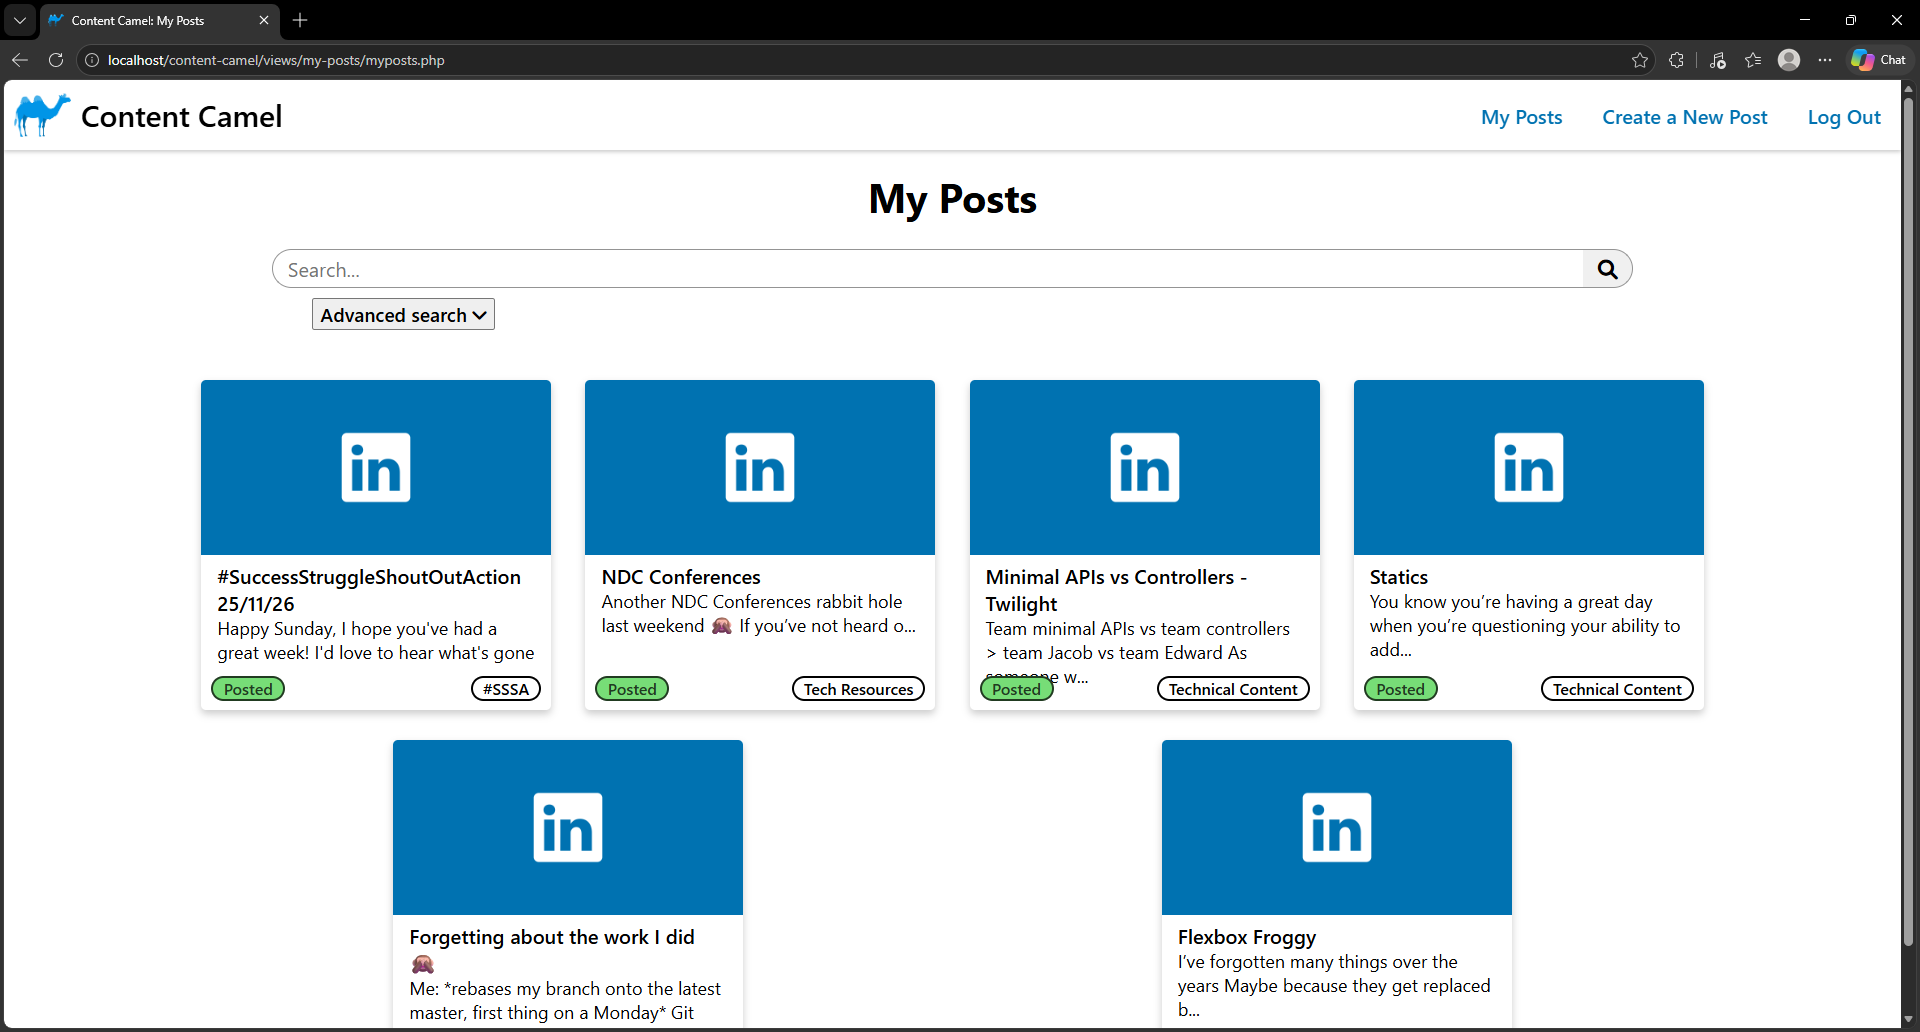 Content Camel: My Posts
localhost/content-camel/views/my-posts/myposts.php
Chat
Content Camel
My Posts
Create a New Post
Log Out
My Posts
Search...
Advanced search
in
in
in
in
#SuccessStruggleShoutOutAction
25/11/26
Happy Sunday, I hope you've had a
great week! I'd love to hear what's gone
Posted
#SSSA
NDC Conferences
Another NDC Conferences rabbit hole
last weekend 🙈 If you’ve not heard o...
Posted
Tech Resources
Minimal APIs vs Controllers -
Twilight
Team minimal APIs vs team controllers
> team Jacob vs team Edward As
someone w...
Posted
Technical Content
Statics
You know you’re having a great day
when you’re questioning your ability to
add...
Posted
Technical Content
in
in
Forgetting about the work I did
🙈
Me: *rebases my branch onto the latest
master, first thing on a Monday* Git
Flexbox Froggy
I’ve forgotten many things over the
years Maybe because they get replaced
b...